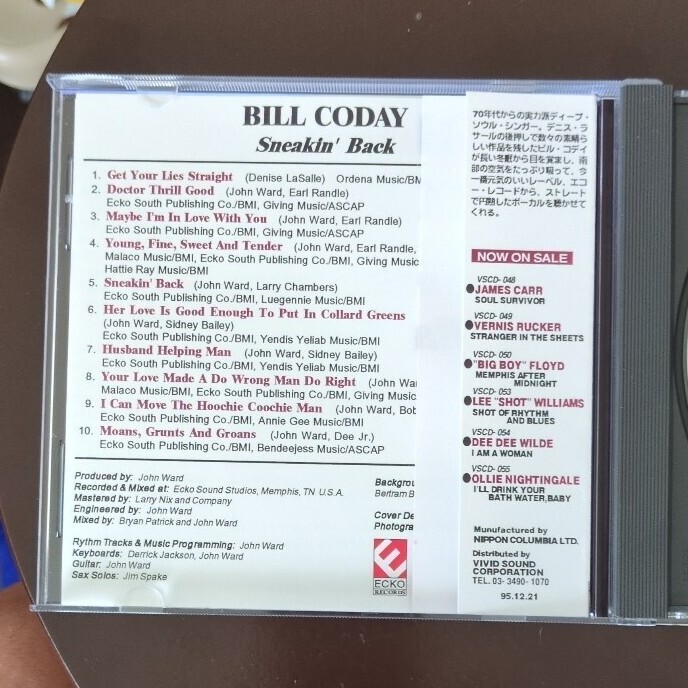 BILL CODAY
Sneakin' Back
1. Get Your Lies Straight (Denise LaSalle) Ordena Music/BM
2. Doctor Thrill Good (John Ward, Earl Randle)
Ecko South Publishing Co./BMI, Giving Music/ASCAP
3. Maybe I'm In Love With You (John Ward, Earl Randle)
Ecko South Publishing Co./BMI, Giving Music/ASCAP
4. Young, Fine, Sweet And Tender (John Ward, Earl Randle,
Malaco Music/BMI, Ecko South Publishing Co./BMI, Giving Music
Hattie Ray Music/BMI
5. Sneakin' Back (John Ward, Larry Chambers)
Ecko South Publishing Co./BMI, Luegennie Music/BMI
6. Her Love Is Good Enough To Put In Collard Greens
(John Ward, Sidney Bailey)
Ecko South Publishing Co./BMI, Yendis Yeliab Music/BMI
7. Husband Helping Man (John Ward, Sidney Bailey)
Ecko South Publishing Co./BMI, Yendis Yeliab Music/BMI
8. Your Love Made A Do Wrong Man Do Right (John Wa
Malaco Music/BMI, Ecko South Publishing Co./BMI, Giving Music
9. I Can Move The Hoochie Coochie Man (John Ward, Bob
Ecko South Publishing Co./BMI, Annie Gee Music/BMI
10. Moans, Grunts And Groans (John Ward, Dee Jr.)
Ecko South Publishing Co./BMI, Bendeejess Music/ASCAP
Produced by: John Ward
Recorded & Mixed at: Ecko Sound Studios, Memphis, TN U.S.A.
Mastered by: Larry Nix and Company
Engineered by: John Ward
Mixed by: Bryan Patrick and John Ward
Rythm Tracks & Music Programming: John Ward
Keyboards: Derrick Jackson, John Ward
Guitar: John Ward
Sax Solos: Jim Spake
Backgrou
Bertram B
Cover De
Photogra
E
ECKO
RECORDS
70年代からの実力派ディープ・
ソウル・シンガー。デニス・ラ
サールの後押しで数々の素晴ら
しい作品を残したビル・コデイ
が長い冬眠から目を覚まし、南
部の空気をたっぷり吸って、今
一番元気のいいレーベル、エコ
ー・レコードから、ストレート
で円熟したボーカルを聴かせて
くれる。
NOW ON SALE
VSCD-048
●JAMES CARR
SOUL SURVIVOR
VSCD-049
●VERNIS RUCKER
STRANGER IN THE SHEETS
VSCD-050
●"BIG BOY" FLOYD
MEMPHIS AFTER
MIDNIGHT
VSCD-053
●LEE "SHOT" WILLIAMS
SHOT OF RHYTHM
AND BLUES
VSCD-054
●DEE DEE WILDE
I AM A WOMAN
VSCD-055
●OLLIE NIGHTINGALE
I'LL DRINK YOUR
BATH WATER, BABY
Manufactured by
NIPPON COLUMBIA LTD.
Distributed by
VIVID SOUND
CORPORATION
TEL. 03-3490-1070
95.12.21